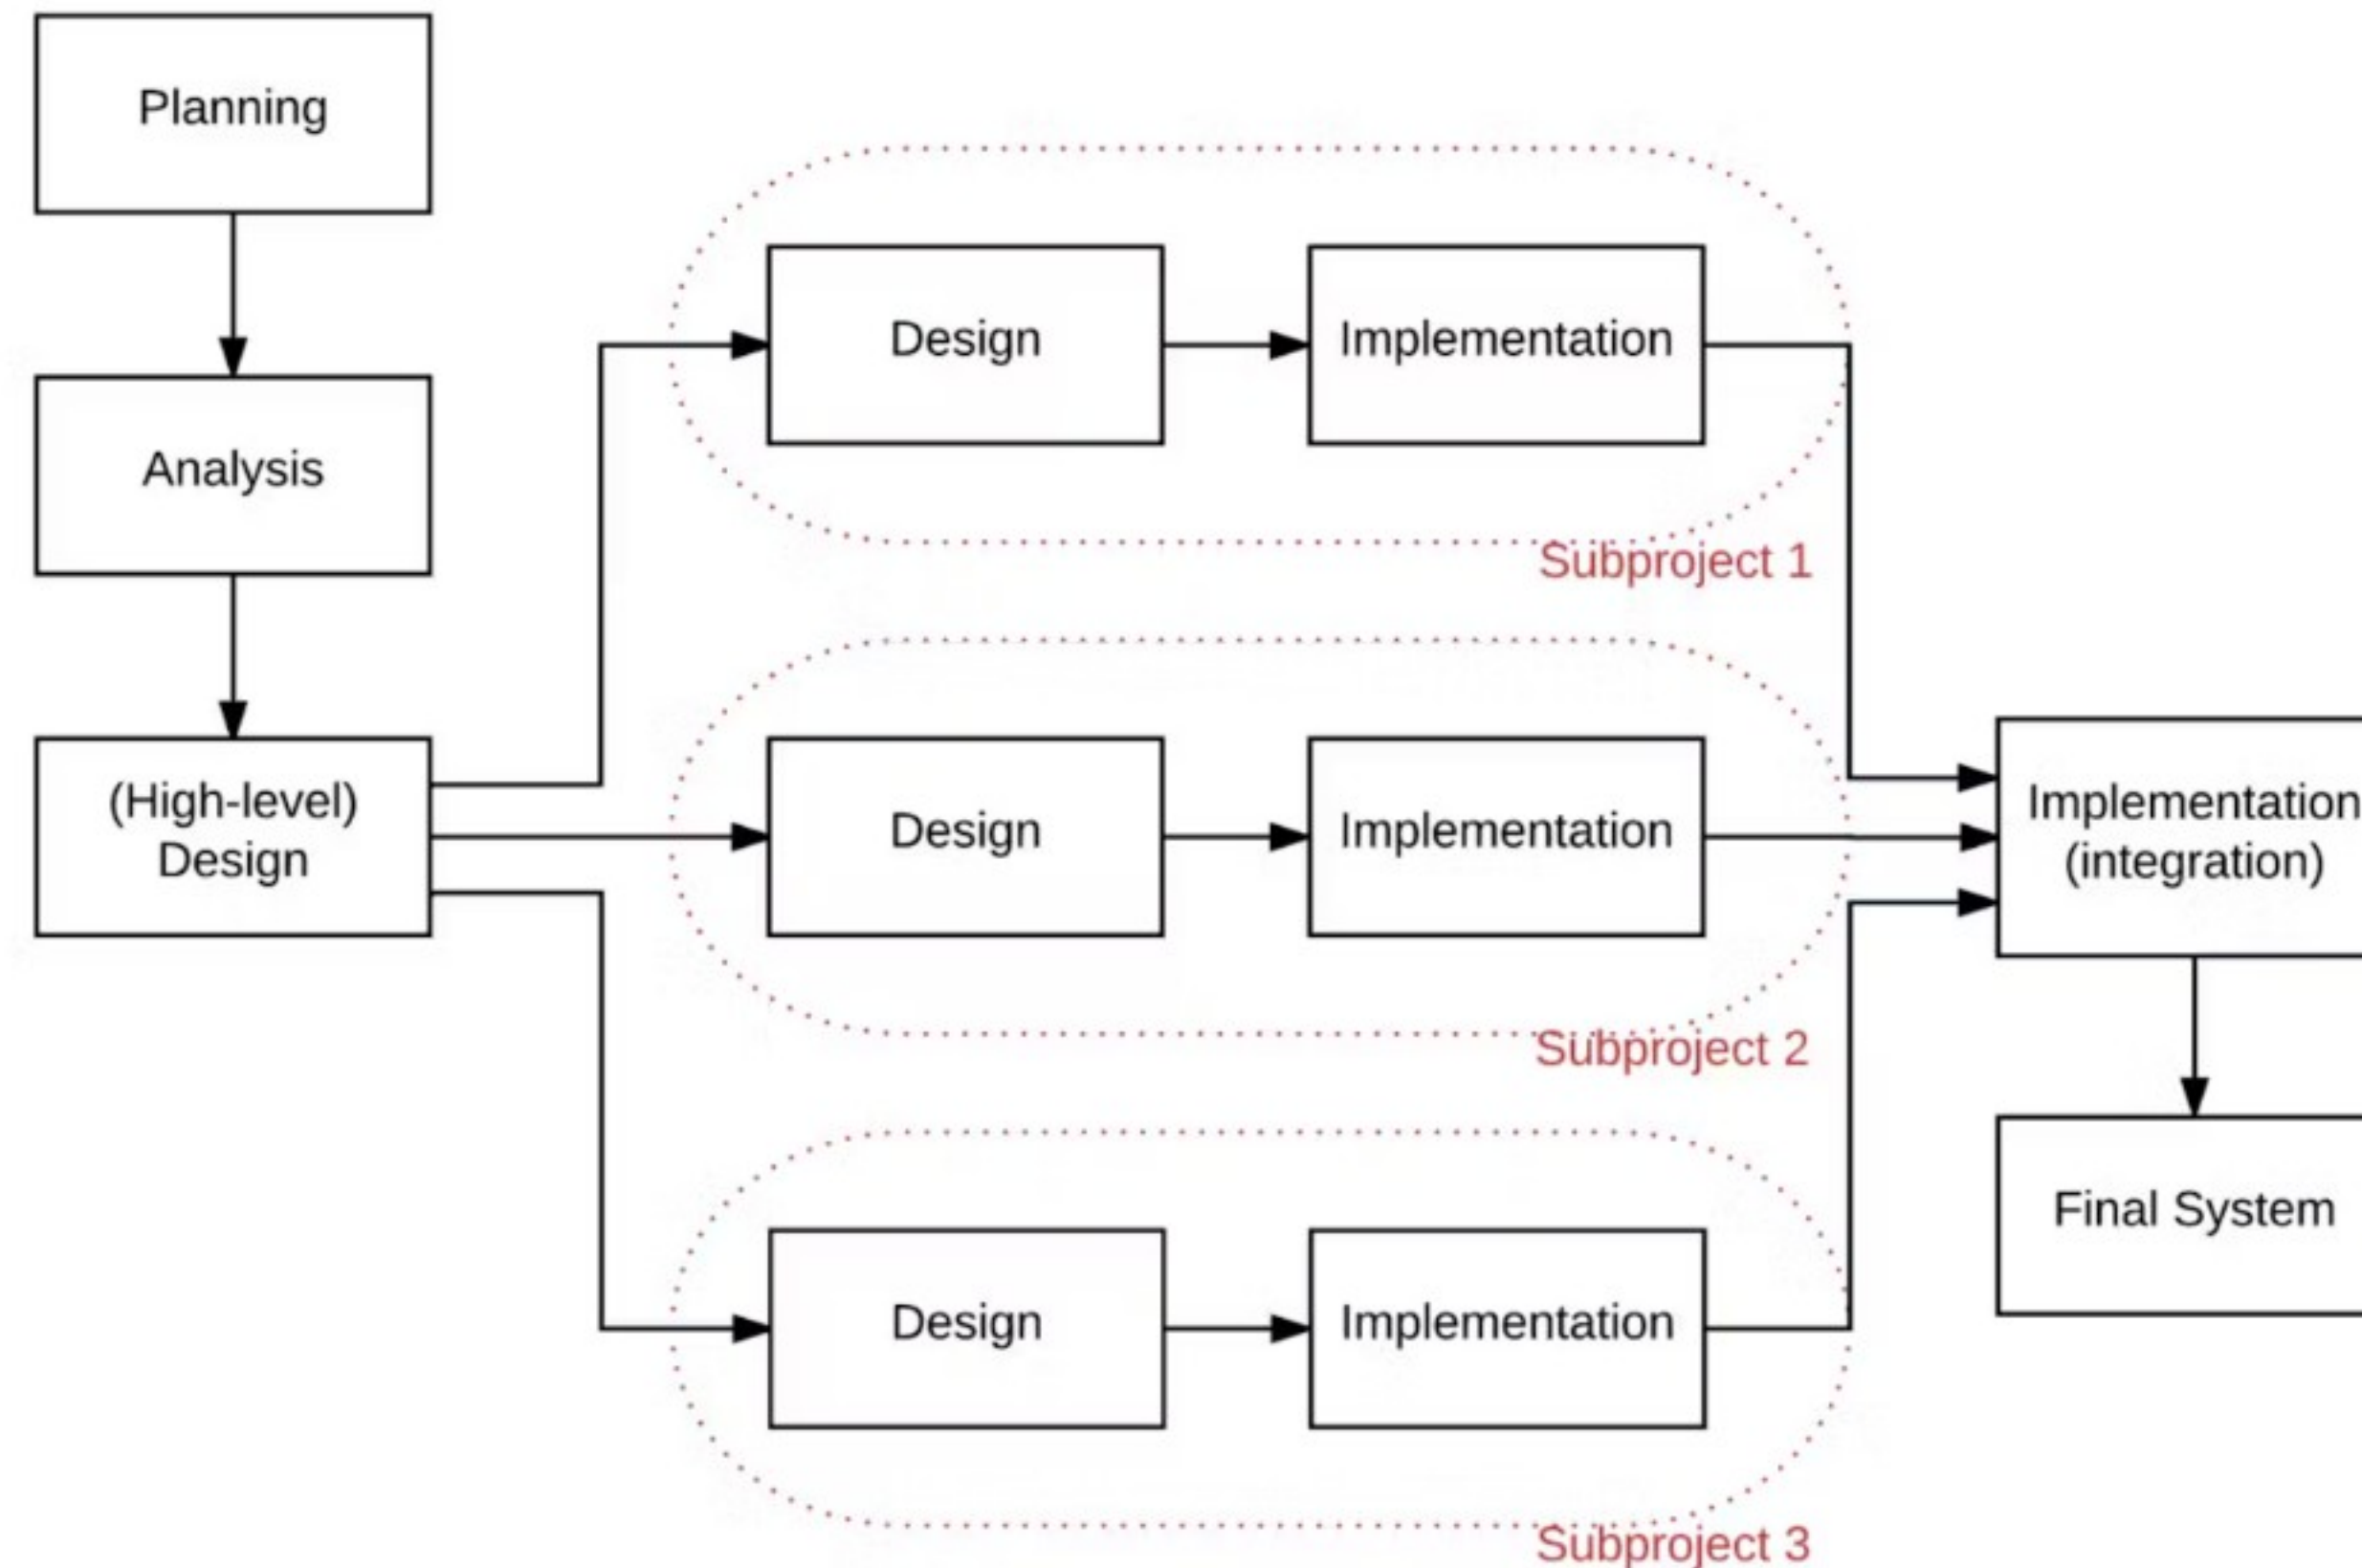 Planning
Analysis
(High-level)
Design
Design
Implementation
Subproject 1
Design
Implementation
Subproject 2
Design
Implementation
Subproject 3
Implementation
(integration)
Final System